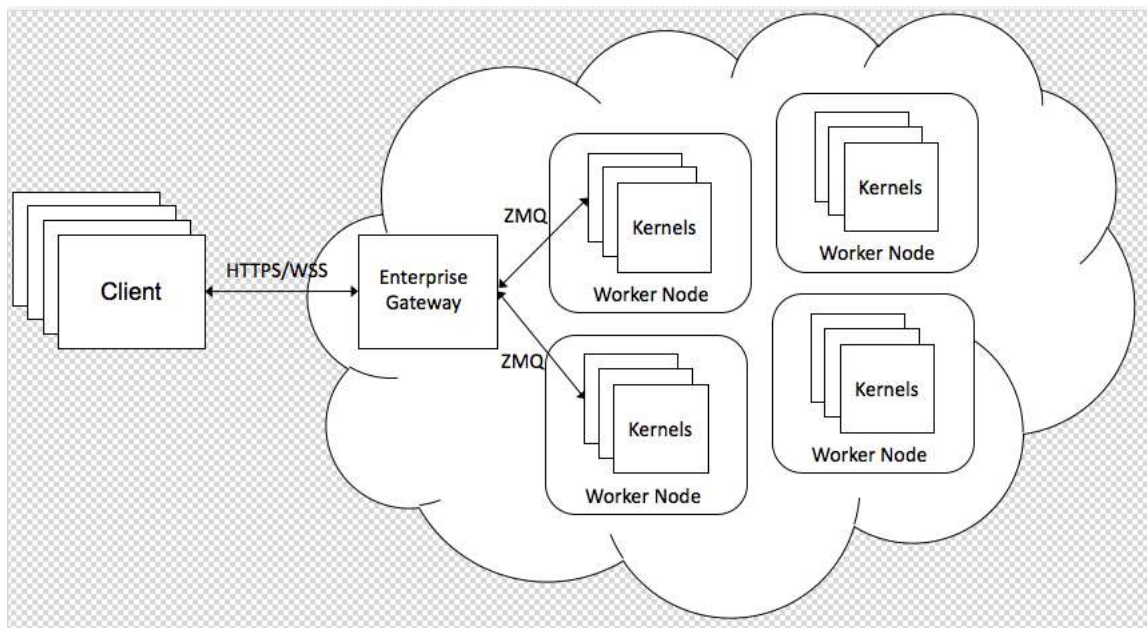 Client
HTTPS/WSS
Enterprise
Gateway
ZMQ
ZMQ
Kernels
Worker Node
Kernels
Worker Node
Kernels
Worker Node
Kernels
Worker Node